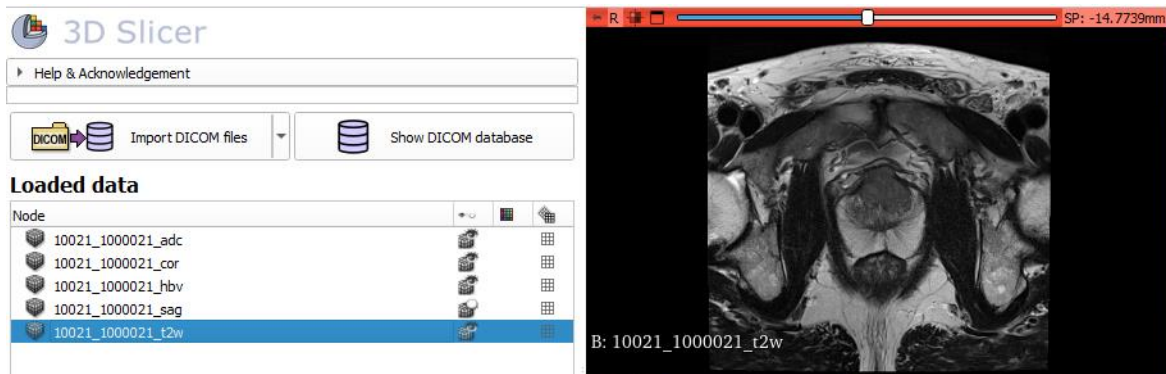 3D Slicer
Help & Acknowledgement
DICOM
Import DICOM files
Show DICOM database
Loaded data
Node
10021_1000021_adc
10021_1000021_cor
10021_1000021_hbv
10021_1000021_sag
10021_1000021_t2w
R
SP: -14.7739mm
B: 10021_1000021_t2w